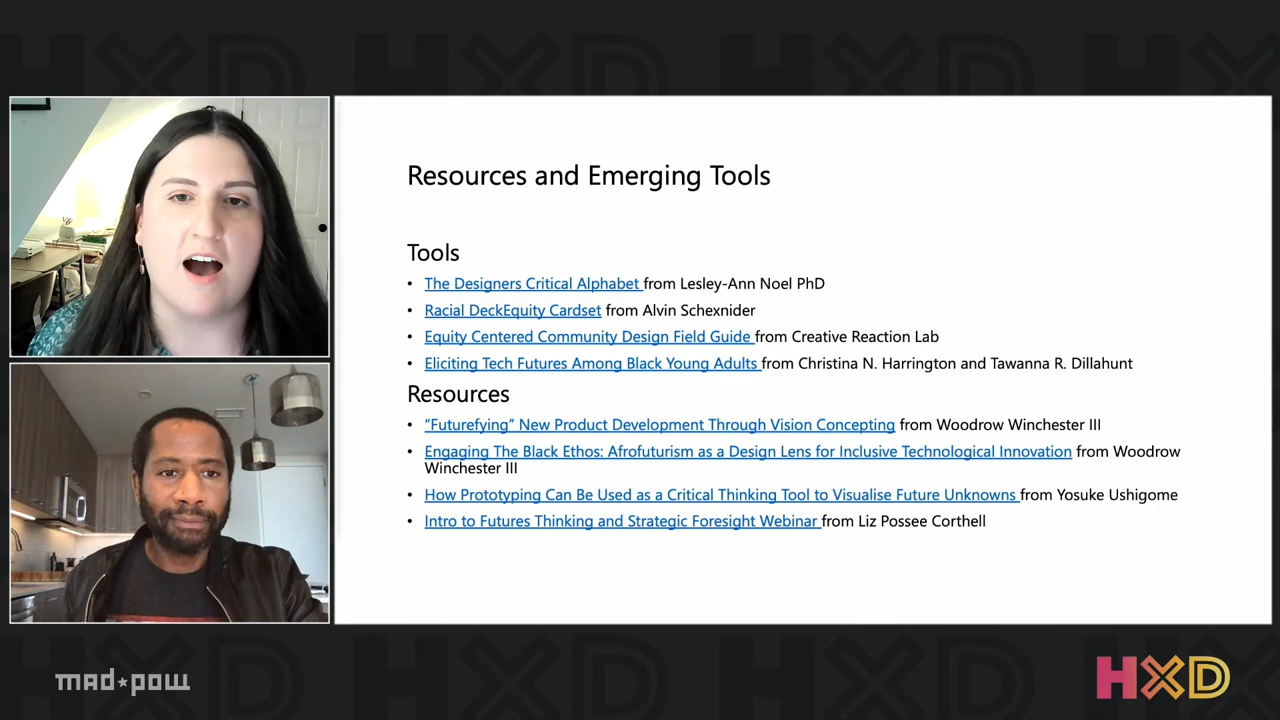 Resources and Emerging Tools
Tools
• The Designers Critical Alphabet from Lesley-Ann Noel PhD
• Racial DeckEquity Cardset from Alvin Schexnider
• Equity Centered Community Design Field Guide from Creative Reaction Lab
• Eliciting Tech Futures Among Black Young Adults from Christina N. Harrington and Tawanna R. Dillahunt
Resources
• “Futurefying” New Product Development Through Vision Concepting from Woodrow Winchester III
• Engaging The Black Ethos: Afrofuturism as a Design Lens for Inclusive Technological Innovation from Woodrow
Winchester III
• How Prototyping Can Be Used as a Critical Thinking Tool to Visualise Future Unknowns from Yosuke Ushigome
• Intro to Futures Thinking and Strategic Foresight Webinar from Liz Possee Corthell
mad★pow
HXD